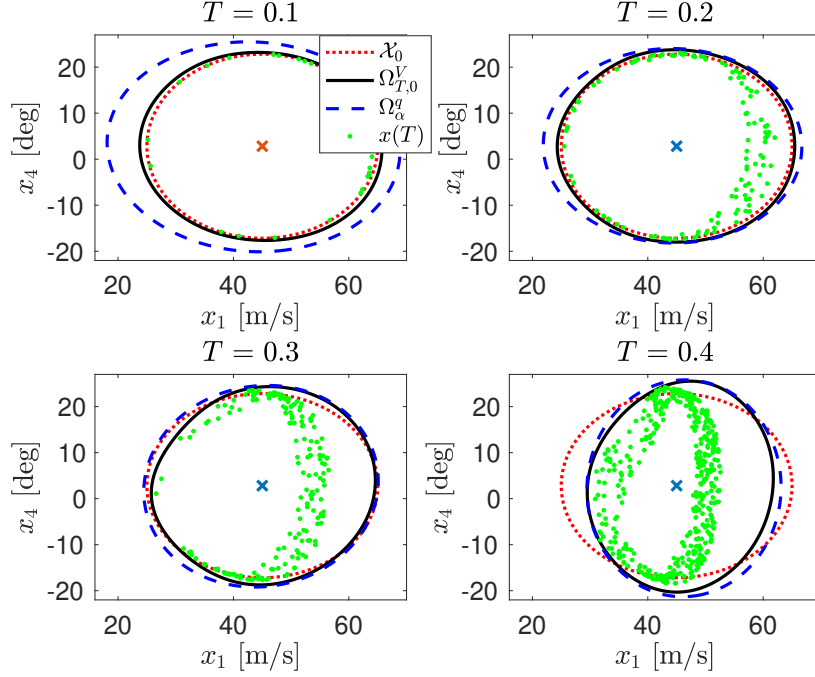 T = 0.1
20
10
0
-10
-20
x₄ [deg]
20 40 60
x₁ [m/s]
𝒳₀
Ω^V_{T,0}
Ω^q_α
x(T)
T = 0.2
20
10
0
-10
-20
x₄ [deg]
20 40 60
x₁ [m/s]
T = 0.3
20
10
0
-10
-20
x₄ [deg]
20 40 60
x₁ [m/s]
T = 0.4
20
10
0
-10
-20
x₄ [deg]
20 40 60
x₁ [m/s]